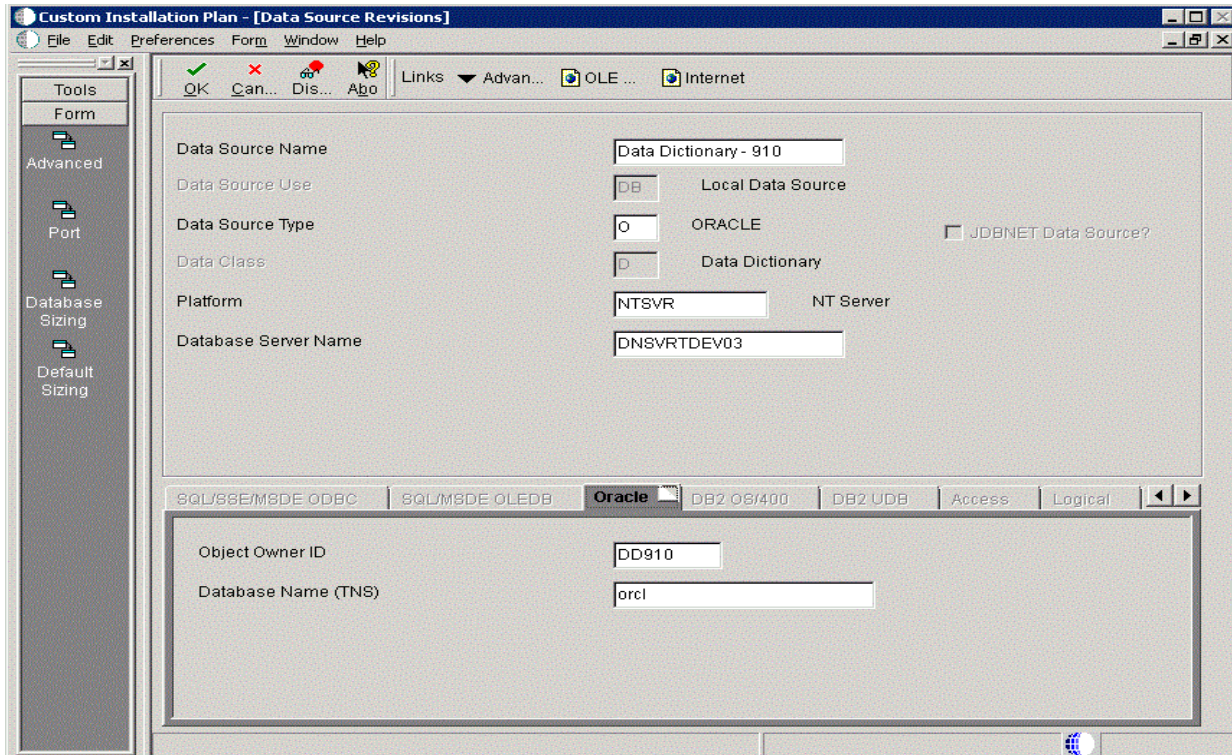 Custom Installation Plan - [Data Source Revisions]
File Edit Preferences Form Window Help
OK Can... Dis... Abo Links Advan... OLE ... Internet
Tools
Form
Advanced
Port
Database
Sizing
Default
Sizing
Data Source Name Data Dictionary - 910
Data Source Use DB Local Data Source
Data Source Type O ORACLE JDBNET Data Source?
Data Class D Data Dictionary
Platform NTSVR NT Server
Database Server Name DNSVRTDEV03
SQL/SSE/MSDE ODBC SQL/MSDE OLEDB Oracle DB2 OS/400 DB2 UDB Access Logical
Object Owner ID DD910
Database Name (TNS) orcl